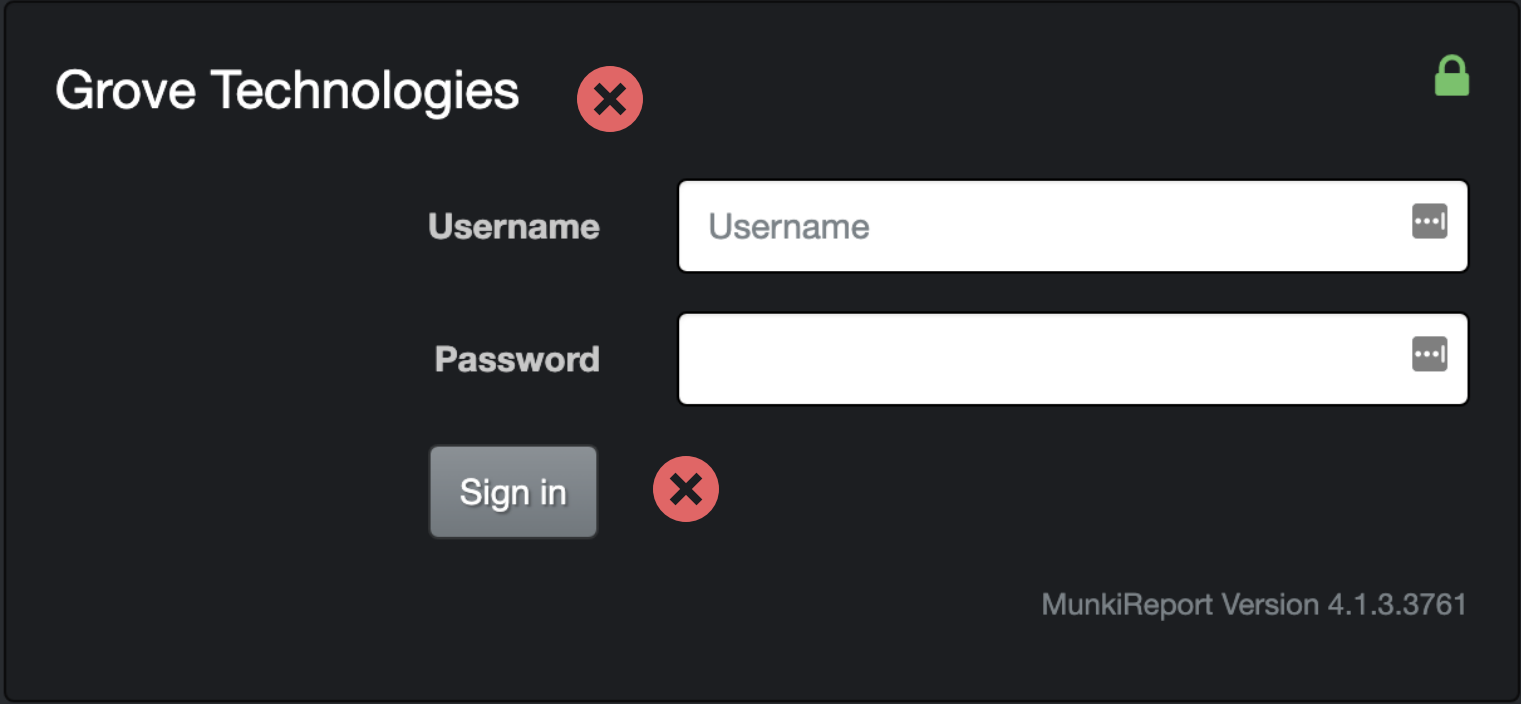 Grove Technologies
Username
Username
Password
Sign in
MunkiReport Version 4.1.3.3761